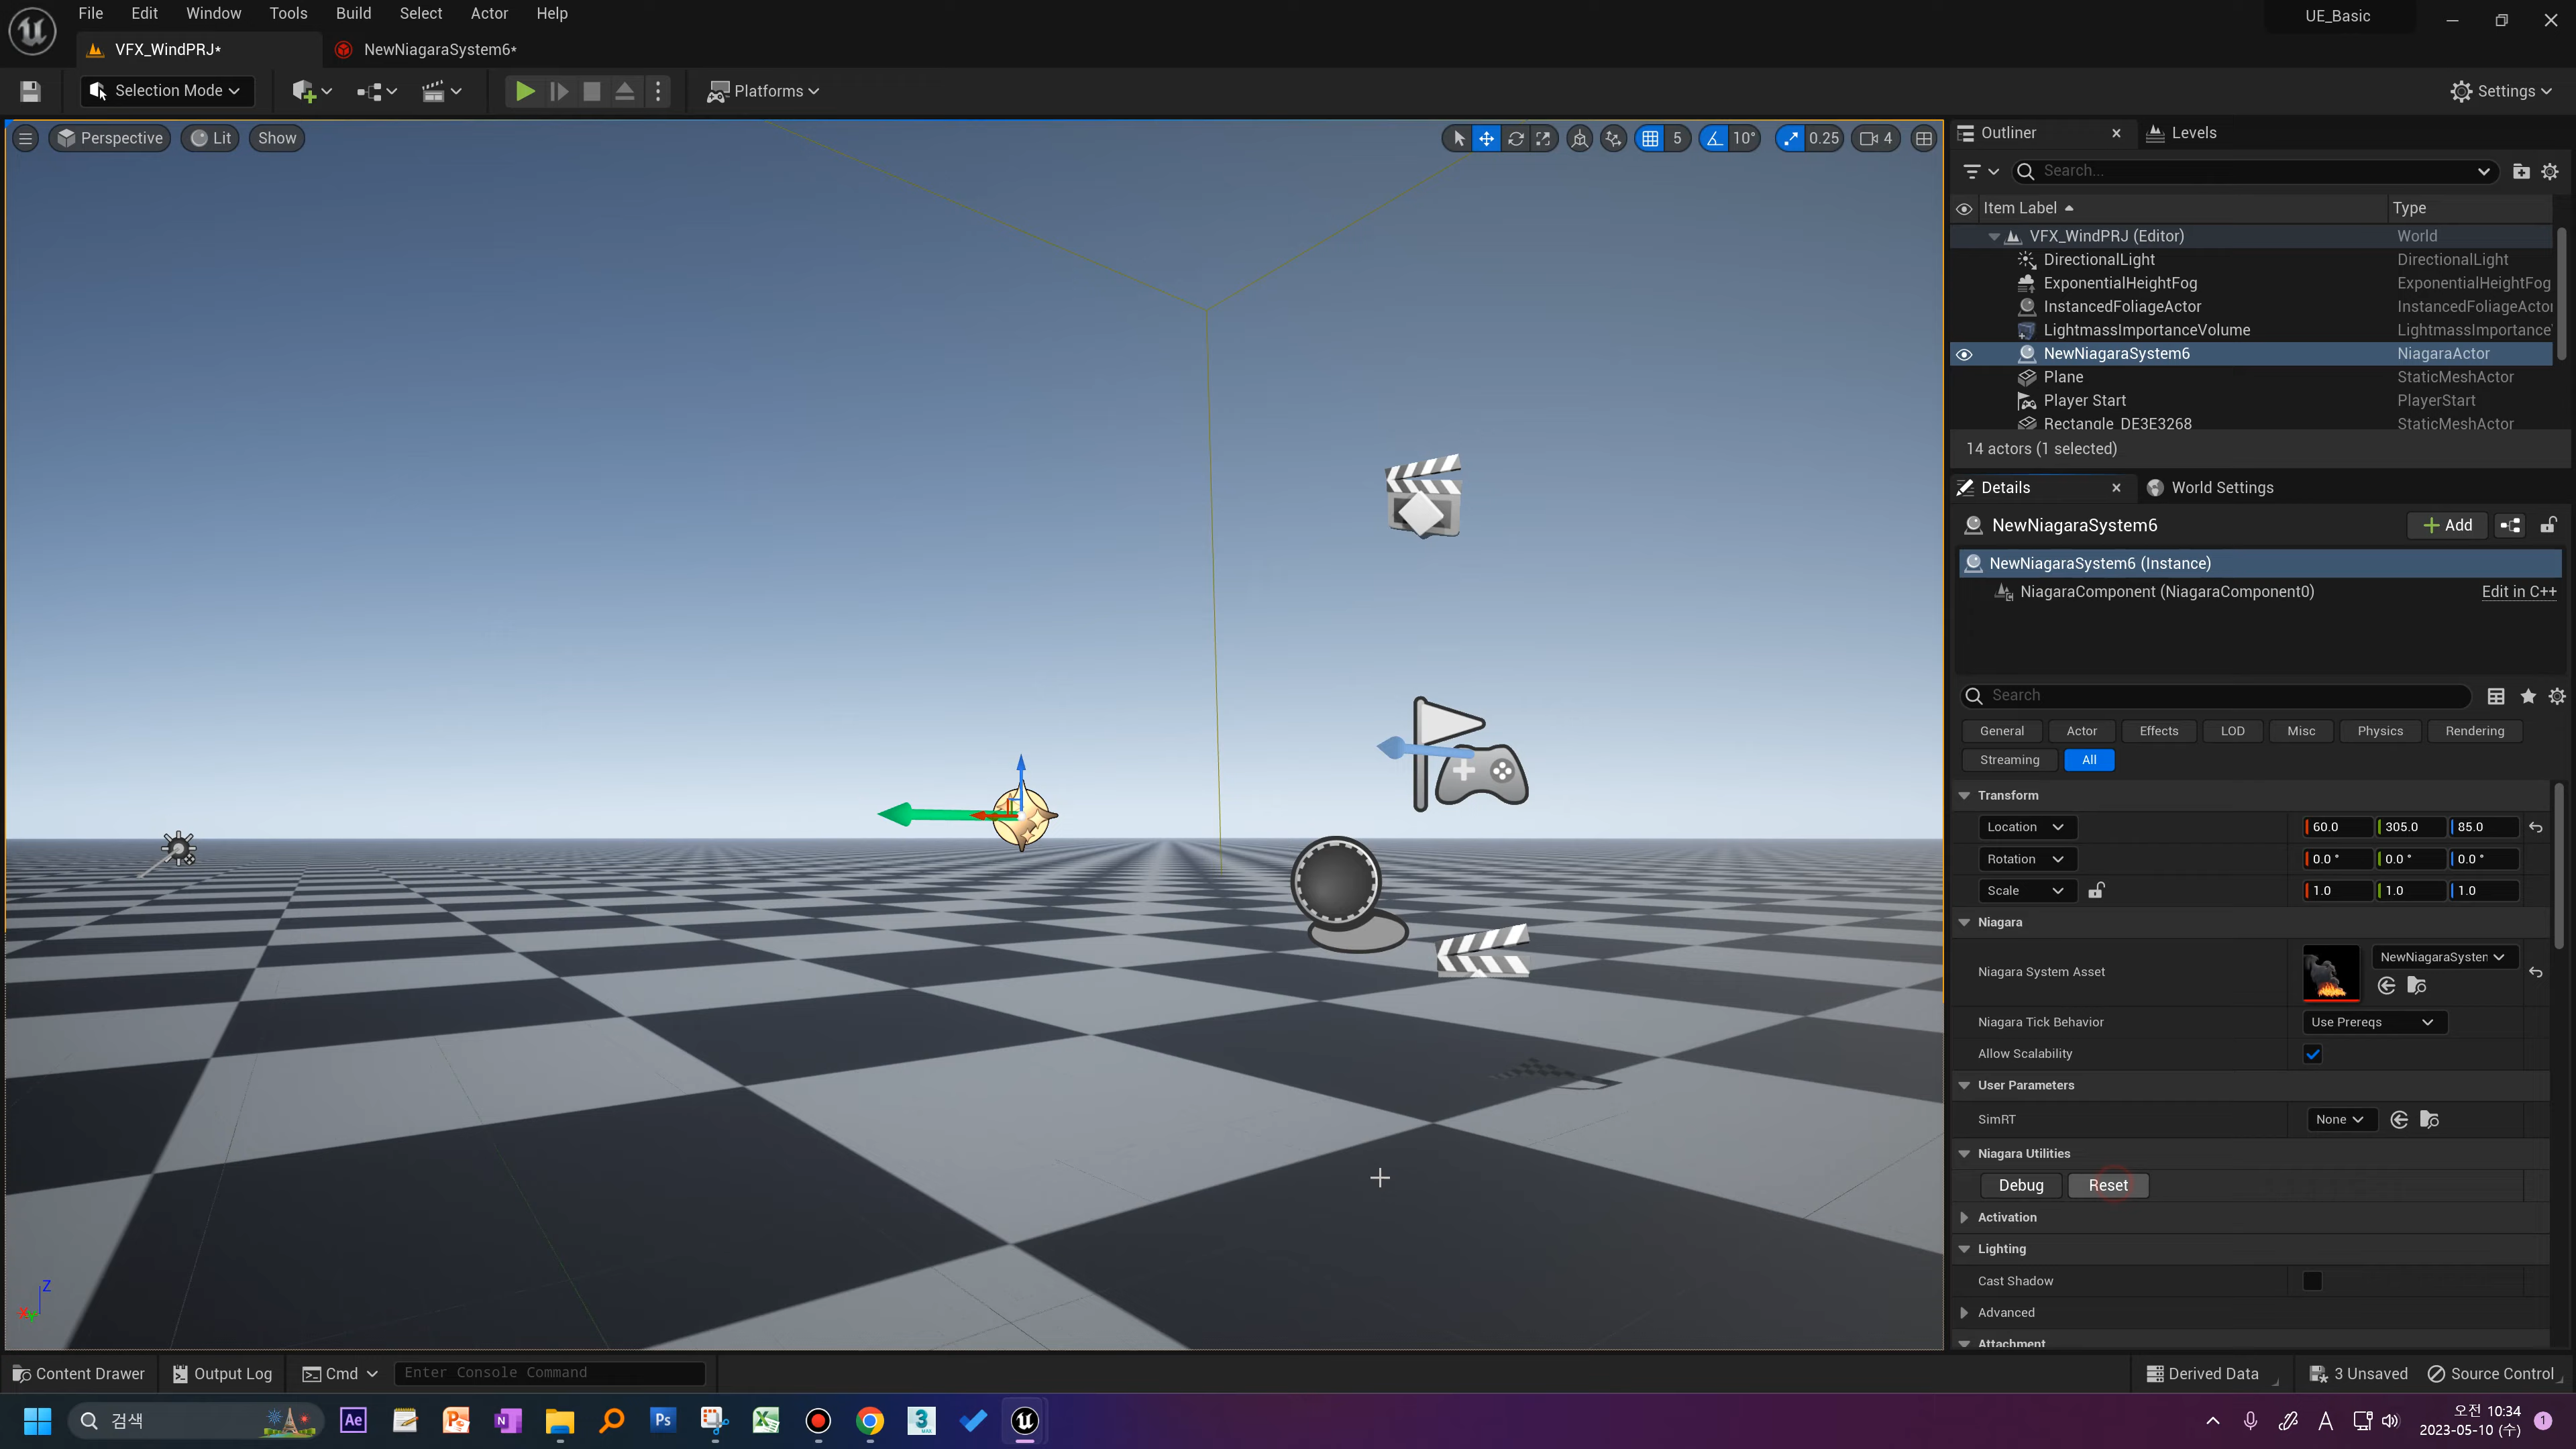 File Edit Window Tools Build Select Actor Help
UE_Basic
VFX_WindPRJ*
NewNiagaraSystem6*
Selection Mode
Platforms
Settings
Perspective
Lit
Show
5
10°
0.25
4
Outliner
Levels
Search...
Item Label
Type
VFX_WindPRJ (Editor)
World
DirectionalLight
DirectionalLight
ExponentialHeightFog
ExponentialHeightFog
InstancedFoliageActor
InstancedFoliageActor
LightmassImportanceVolume
LightmassImportance
NewNiagaraSystem6
NiagaraActor
Plane
StaticMeshActor
Player Start
PlayerStart
Rectangle_DE3E3268
StaticMeshActor
14 actors (1 selected)
Details
World Settings
NewNiagaraSystem6
Add
NewNiagaraSystem6 (Instance)
NiagaraComponent (NiagaraComponent0)
Edit in C++
Search
General Actor Effects LOD Misc Physics Rendering
Streaming All
Transform
Location
60.0 305.0 85.0
Rotation
0.0 ° 0.0 ° 0.0 °
Scale
1.0 1.0 1.0
Niagara
Niagara System Asset
NewNiagaraSystem
Niagara Tick Behavior
Use Prereqs
Allow Scalability
User Parameters
SimRT
None
Niagara Utilities
Debug
Reset
Activation
Lighting
Cast Shadow
Advanced
Attachment
Z
X
Y
Content Drawer
Output Log
Cmd
Enter Console Command
Derived Data
3 Unsaved
Source Control
검색
Ae
Ps
N
3
MAX
A
오전 10:34
2023-05-10 (수)
1